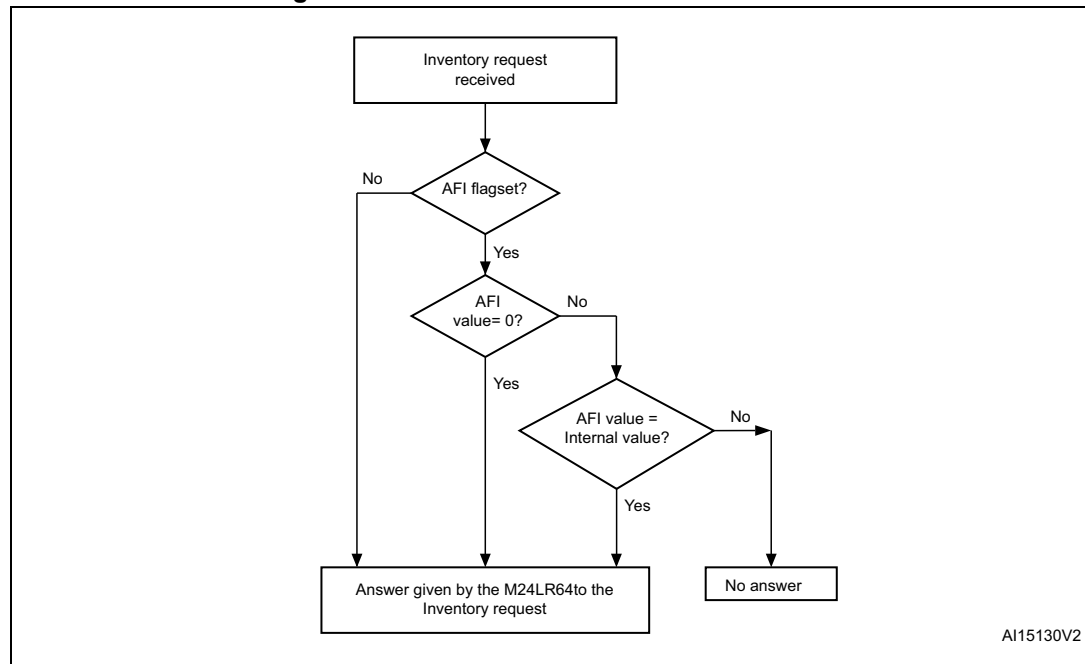 Inventory request
received
No
AFI flagset?
Yes
AFI
value= 0?
No
Yes
AFI value =
Internal value?
No
Yes
Answer given by the M24LR64to the
Inventory request
No answer
AI15130V2